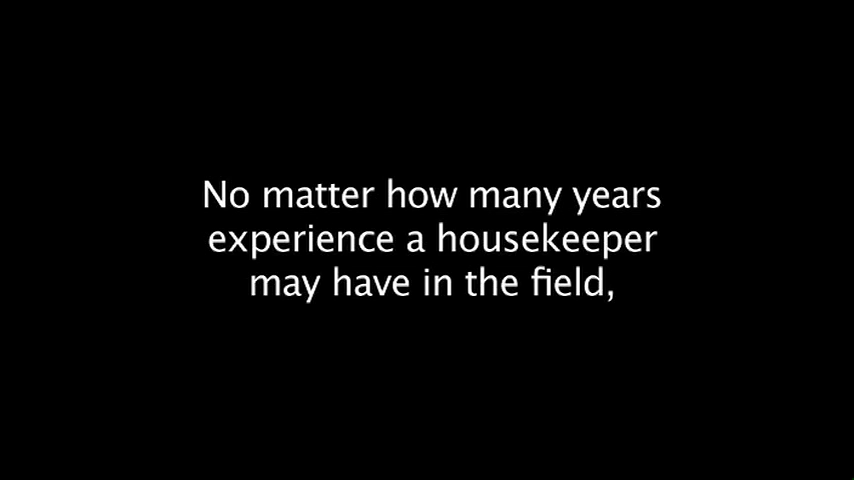 No matter how many years
experience a housekeeper
may have in the field,